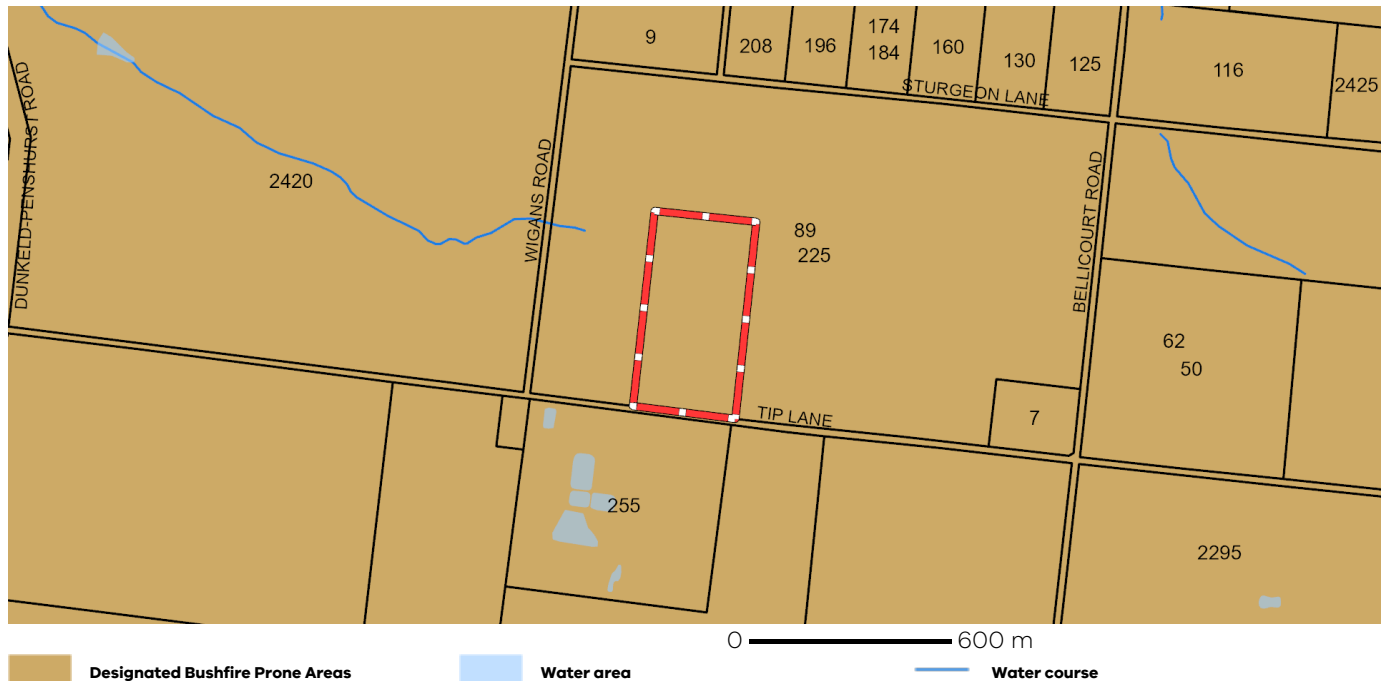 9
208
196
174
184
160
130
125
116
2425
STURGEON LANE
DUNKELD-PENSHURST ROAD
2420
WIGANS ROAD
89
225
BELLICOURT ROAD
62
50
TIP LANE
7
255
2295
0 600 m
Designated Bushfire Prone Areas Water area Water course